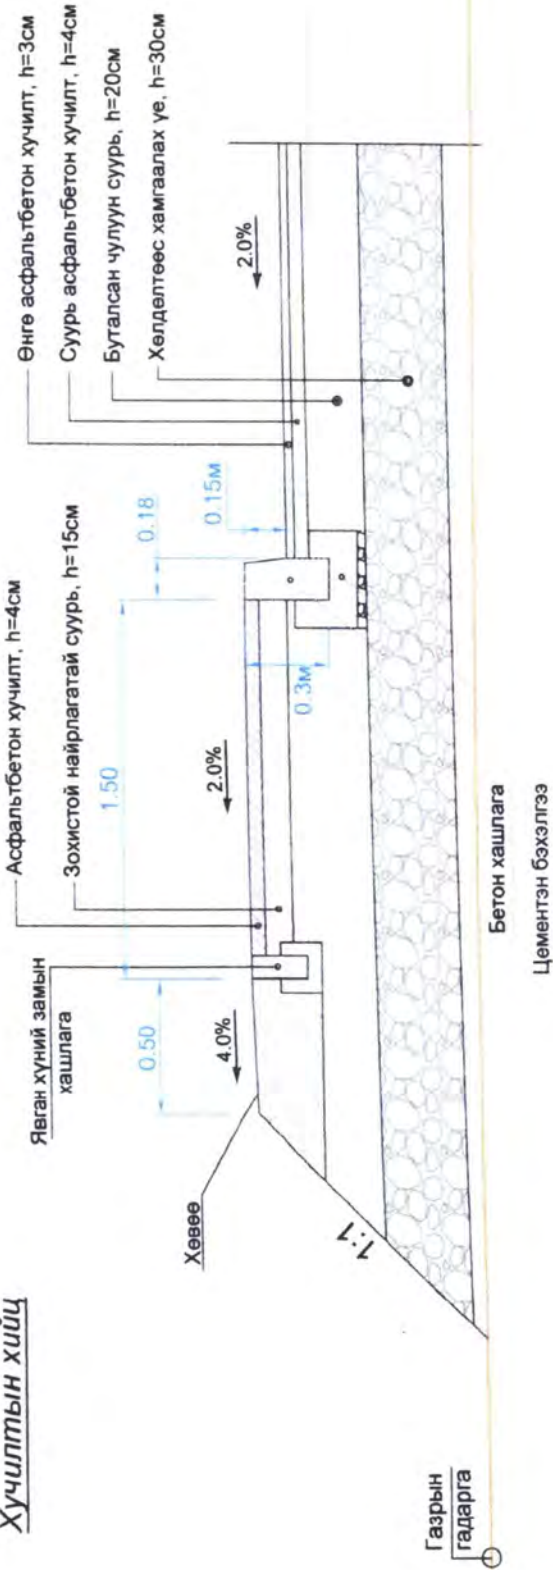 Хучилтын хийц
Явган хүний замын
хашлага
Асфальтбетон хучилт, h=4см
Зохистой найрлагатай суурь, h=15см
Өнгө асфальтбетон хучилт, h=3см
Суурь асфальтбетон хучилт, h=4см
Буталсан чулуун суурь, h=20см
Хөлдөлтөөс хамгаалах үе, h=30см
Хөвөө
0.50
1.50
0.18
0.15м
0.3м
4.0%
2.0%
2.0%
1:1
Газрын
гадарга
Бетон хашлага
Цементэн бэхэлгээ